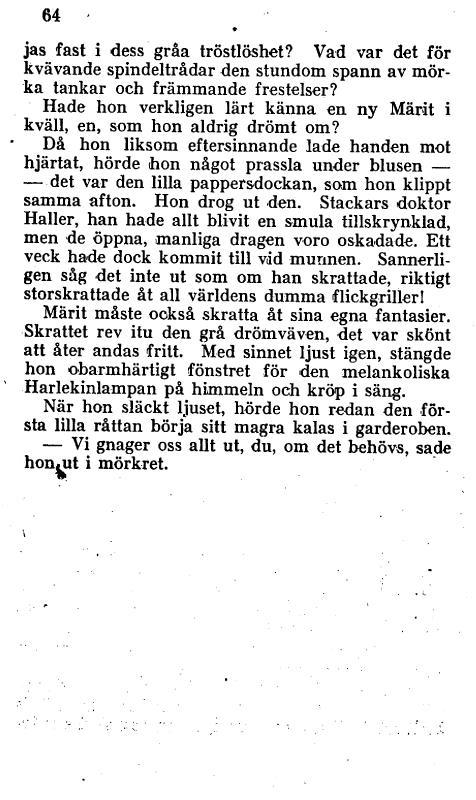 64
jas fast i dess gråa tröstlöshet? Vad var det för
kvävande spindeltrådar den stundom spann av mör-
ka tankar och främmande frestelser?
Hade hon verkligen lärt känna en ny Märit i
kväll, en, som hon aldrig drömt om?
Då hon liksom eftersinnande lade handen mot
hjärtat, hörde hon något prassla under blusen —
— det var den lilla pappersdockan, som hon klippt
samma afton. Hon drog ut den. Stackars doktor
Haller, han hade allt blivit en smula tillskrynklad,
men de öppna, manliga dragen voro oskadade. Ett
veck hade dock kommit till vid munnen. Sannerli-
gen såg det inte ut som om han skrattade, riktigt
storskrattade åt all världens dumma flickgriller!
Märit måste också skratta åt sina egna fantasier.
Skrattet rev itu den grå drömväven, det var skönt
att åter andas fritt. Med sinnet ljust igen, stängde
hon obarmhärtigt fönstret för den melankoliska
Harlekinlampan på himmeln och kröp i säng.
När hon släckt ljuset, hörde hon redan den för-
sta lilla råttan börja sitt magra kalas i garderoben.
— Vi gnager oss allt ut, du, om det behövs, sade
hon ut i mörkret.